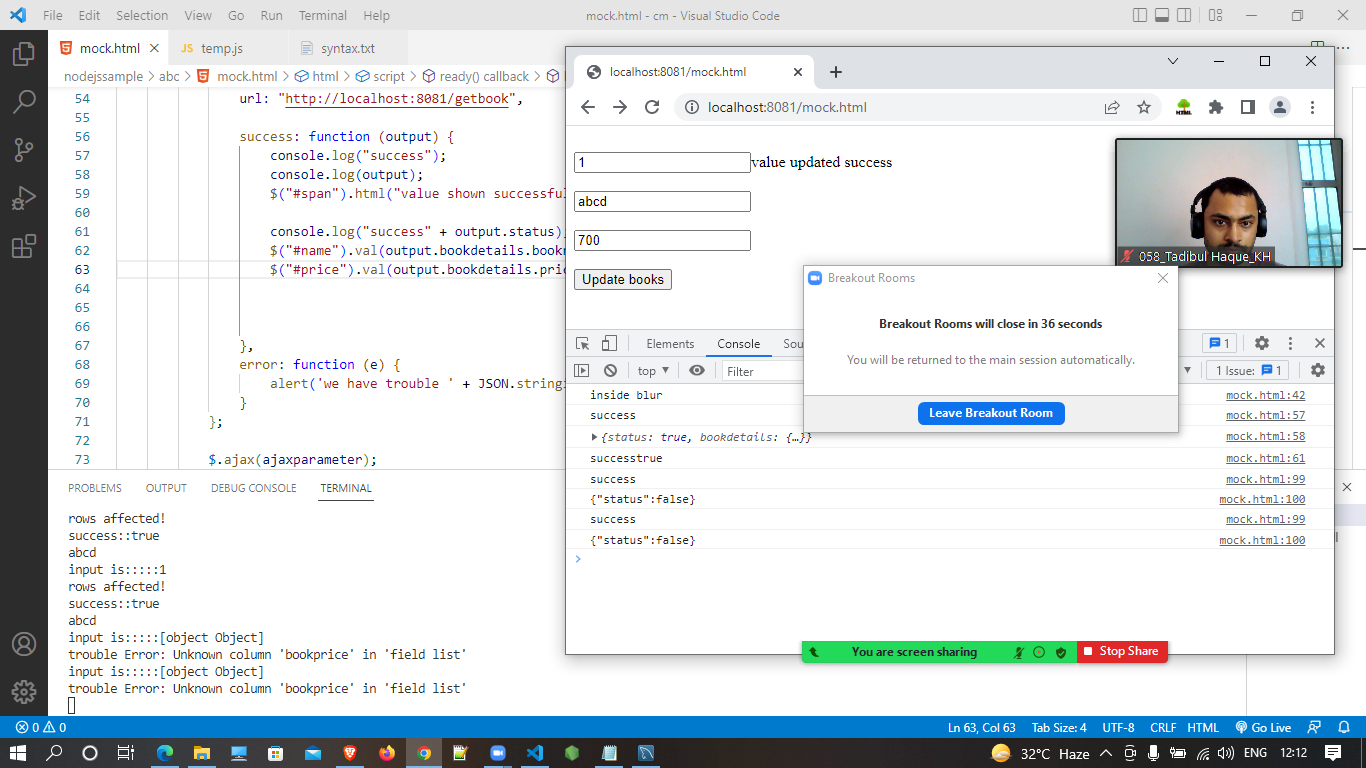 File Edit Selection View Go Run Terminal Help
mock.html - cm - Visual Studio Code
mock.html
JS temp.js
syntax.txt
nodejssample > abc > mock.html > html > script > ready() callback >
54 url: "http://localhost:8081/getbook",
55
56 success: function (output) {
57 console.log("success");
58 console.log(output);
59 $("#span").html("value shown successful
60
61 console.log("success" + output.status);
62 $("#name").val(output.bookdetails.bookn
63 $("#price").val(output.bookdetails.pric
64
65
66
67 },
68 error: function (e) {
69 alert('we have trouble ' + JSON.stringi
70 }
71 };
72
73 $.ajax(ajaxparameter);
PROBLEMS OUTPUT DEBUG CONSOLE TERMINAL
rows affected!
success::true
abcd
input is:::::1
rows affected!
success::true
abcd
input is:::::[object Object]
trouble Error: Unknown column 'bookprice' in 'field list'
input is:::::[object Object]
trouble Error: Unknown column 'bookprice' in 'field list'
localhost:8081/mock.html
localhost:8081/mock.html
HTML
1 value updated success
abcd
700
Update books
058_Tadibul Haque_KH
Breakout Rooms
Breakout Rooms will close in 36 seconds
You will be returned to the main session automatically.
Leave Breakout Room
Elements Console Sou
1
top Filter
1 Issue: 1
inside blur mock.html:42
success mock.html:57
{status: true, bookdetails: {…}} mock.html:58
successtrue mock.html:61
success mock.html:99
{"status":false} mock.html:100
success mock.html:99
{"status":false} mock.html:100
You are screen sharing
Stop Share
0 0
Ln 63, Col 63 Tab Size: 4 UTF-8 CRLF HTML Go Live
32°C Haze ENG 12:12